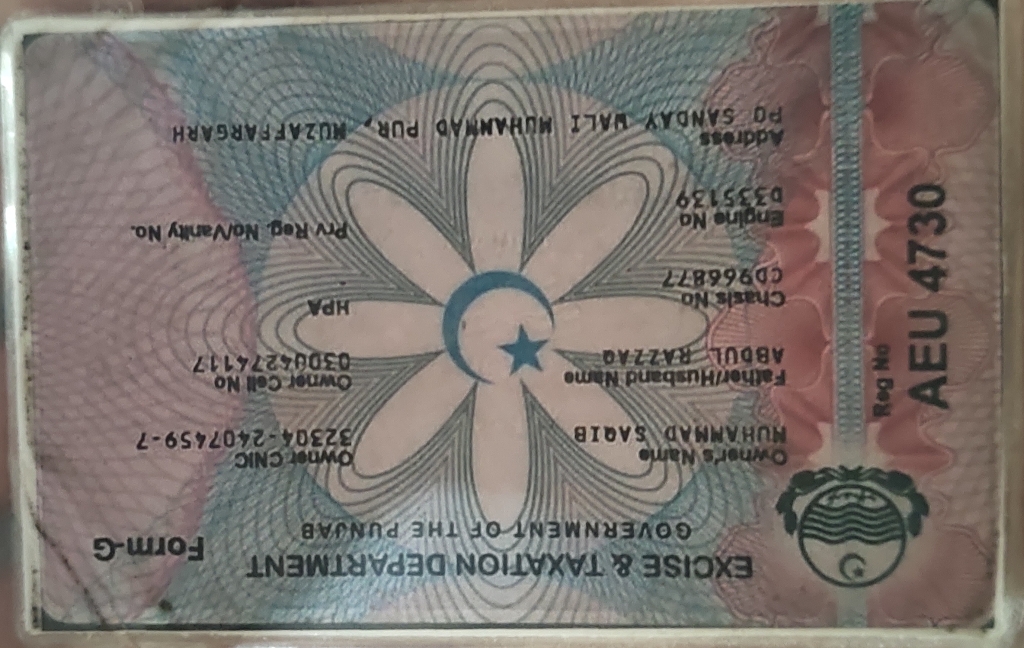 EXCISE & TAXATION DEPARTMENT
GOVERNMENT OF THE PUNJAB
Form-G
Owner's Name
MUHAMMAD SAQIB
Owner CNIC
32304-2407459-7
Father/Husband Name
ABDUL RAZZAQ
Owner Cell No
03004274117
Chasis No
CD966877
HPA
Engine No
D335139
Prv Reg. No/Vanity No.
Address
PO SANDAY WALI MUHAMMAD PUR, MUZAFFARGARH
Reg No
AEU 4730